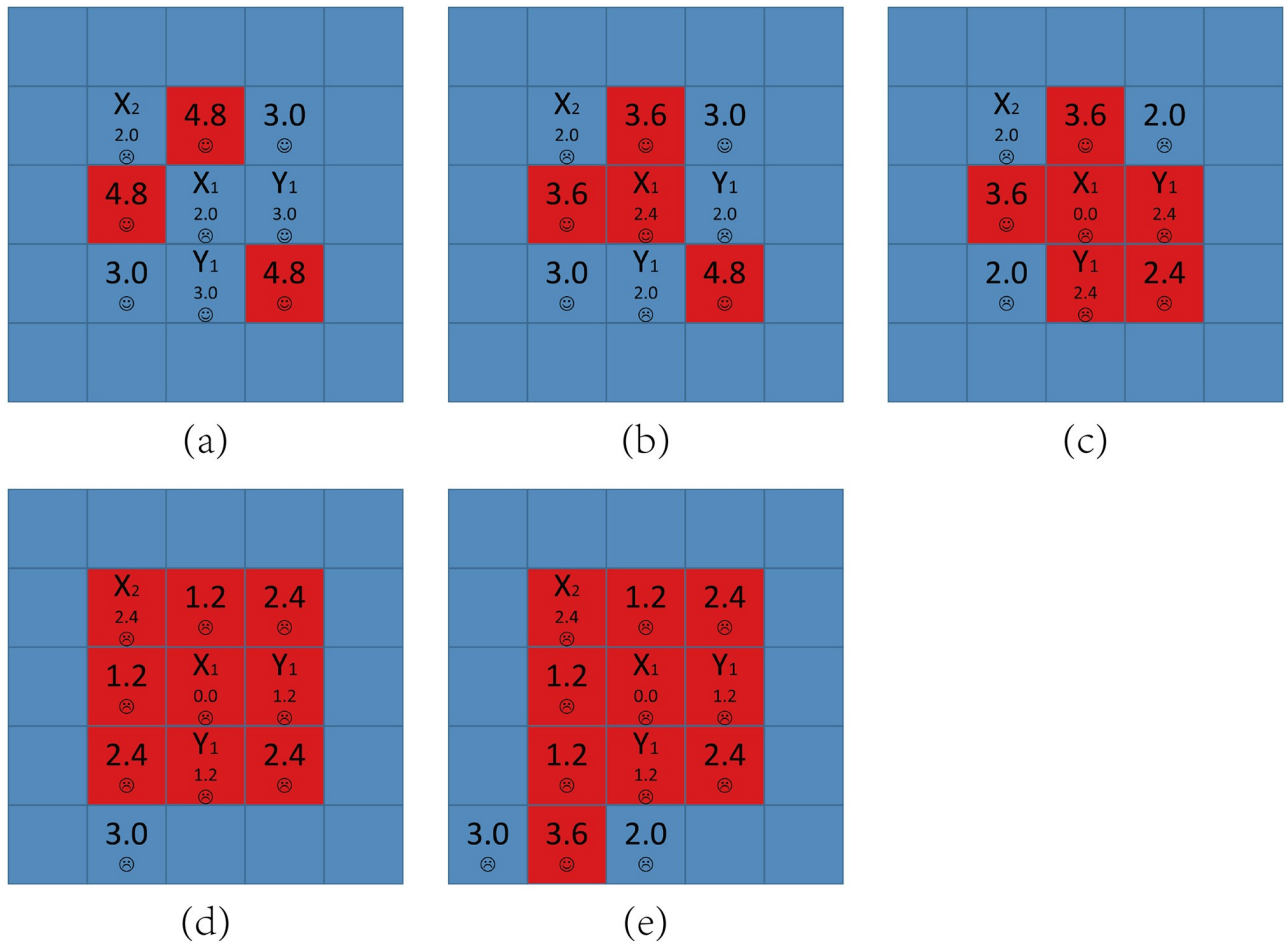 X2 4.8 3.0
2.0
4.8 X1 Y1
2.0 3.0
3.0 Y1 4.8
3.0
(a)
X2 3.6 3.0
2.0
3.6 X1 Y1
2.4 2.0
3.0 Y1 4.8
2.0
(b)
X2 3.6 2.0
2.0
3.6 X1 Y1
0.0 2.4
2.0 Y1 2.4
2.4
(c)
X2 1.2 2.4
2.4
1.2 X1 Y1
0.0 1.2
2.4 Y1 2.4
1.2
3.0
(d)
X2 1.2 2.4
2.4
1.2 X1 Y1
0.0 1.2
1.2 Y1 2.4
1.2
3.0 3.6 2.0
(e)